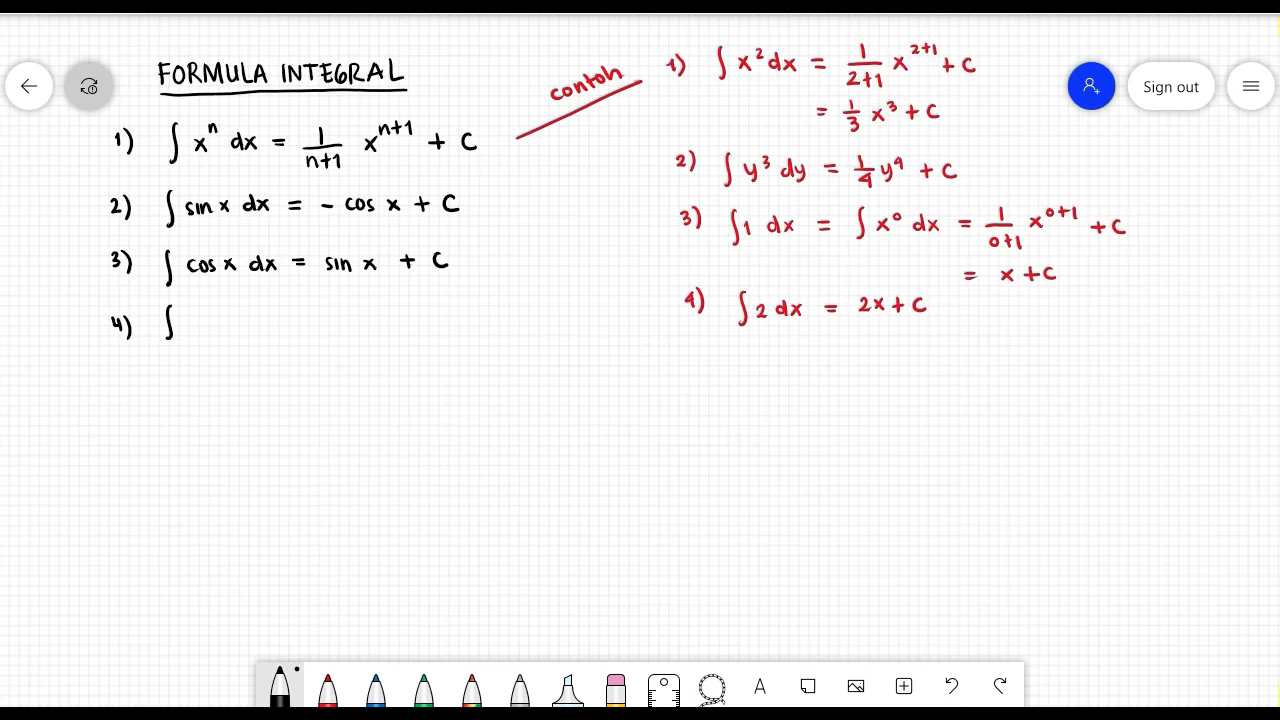 FORMULA INTEGRAL
1) ∫ xⁿ dx = 1/(n+1) xⁿ⁺¹ + C
2) ∫ sin x dx = - cos x + C
3) ∫ cos x dx = sin x + C
4) ∫
contoh
1) ∫ x² dx = 1/(2+1) x²⁺¹ + C
= 1/3 x³ + C
2) ∫ y³ dy = 1/4 y⁴ + C
3) ∫ 1 dx = ∫ x⁰ dx = 1/(0+1) x⁰⁺¹ + C
= x + C
4) ∫ 2 dx = 2x + C
Sign out
A